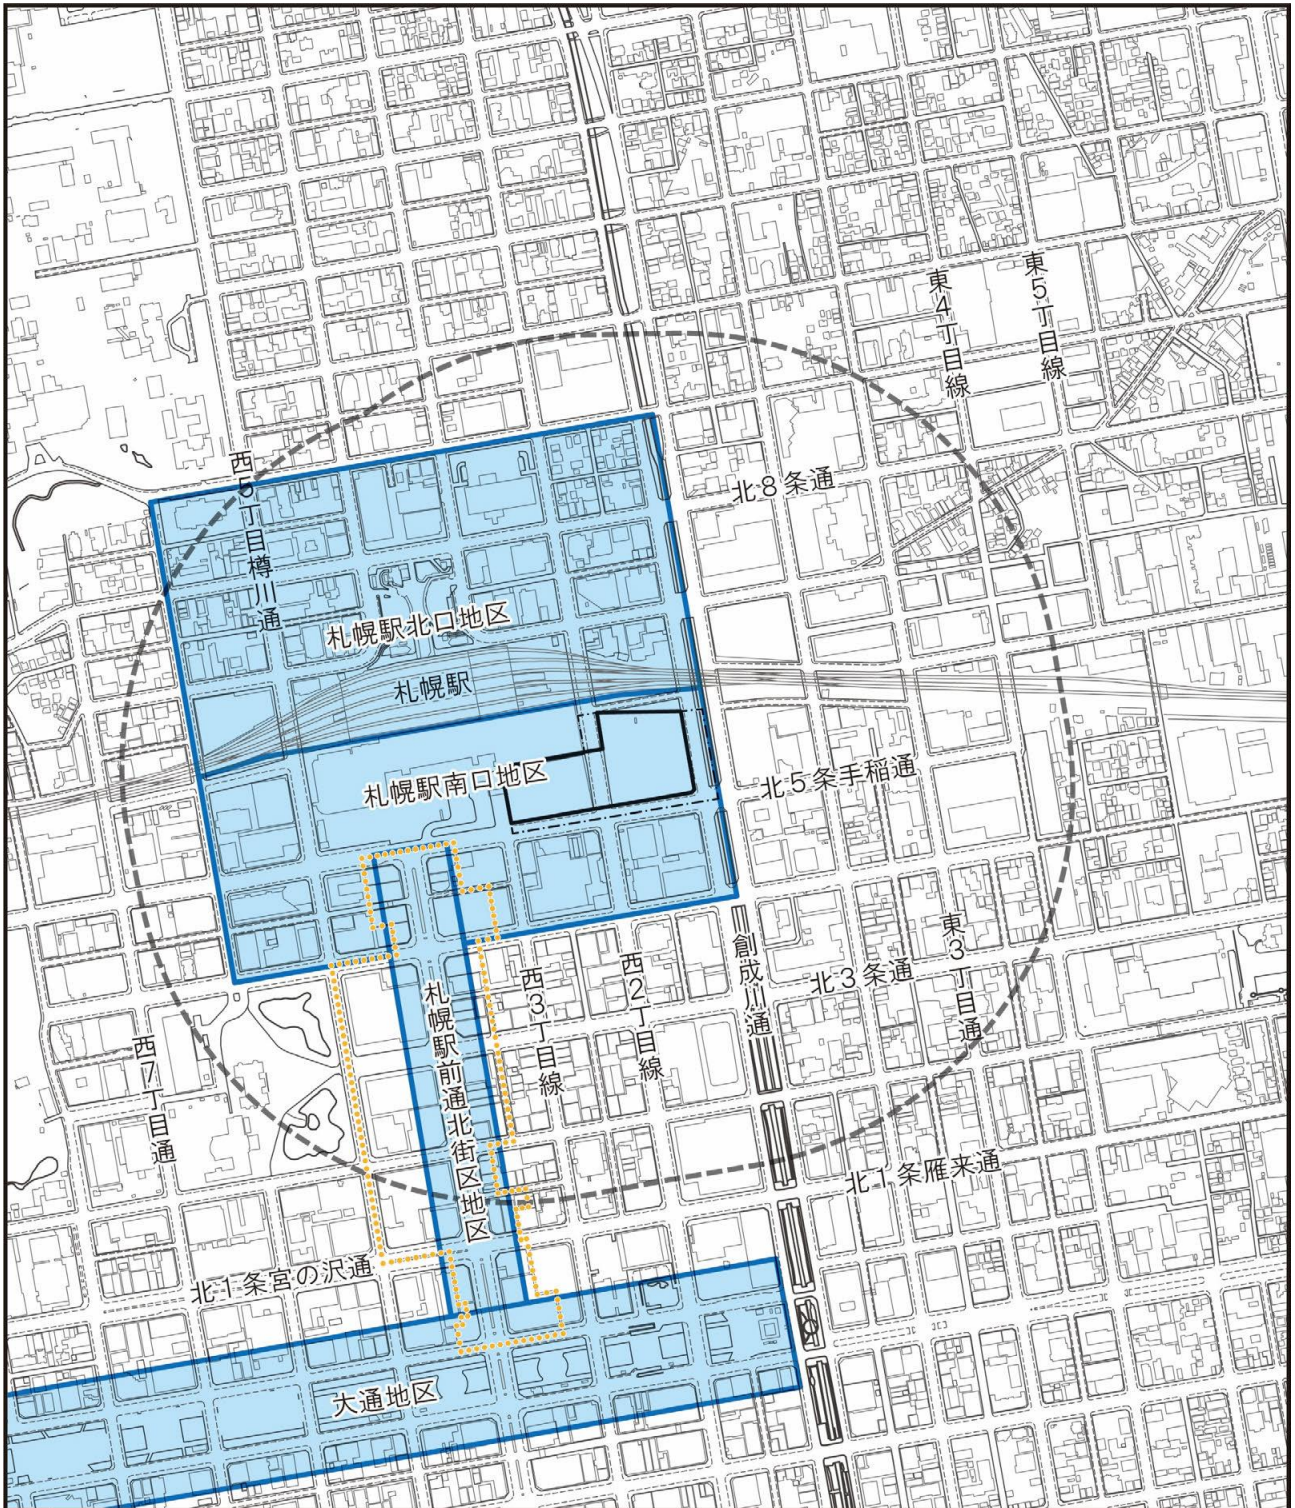 東5丁目線
東4丁目線
西5丁目樽川通
北8条通
札幌駅北口地区
札幌駅
札幌駅南口地区
北5条手稲通
東3丁目通
創成川通
北3条通
西2丁目線
西3丁目線
札幌駅前通北街区地区
西7丁目通
北1条雁来通
北1条宮の沢通
大通地区